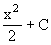 x²/2 + C